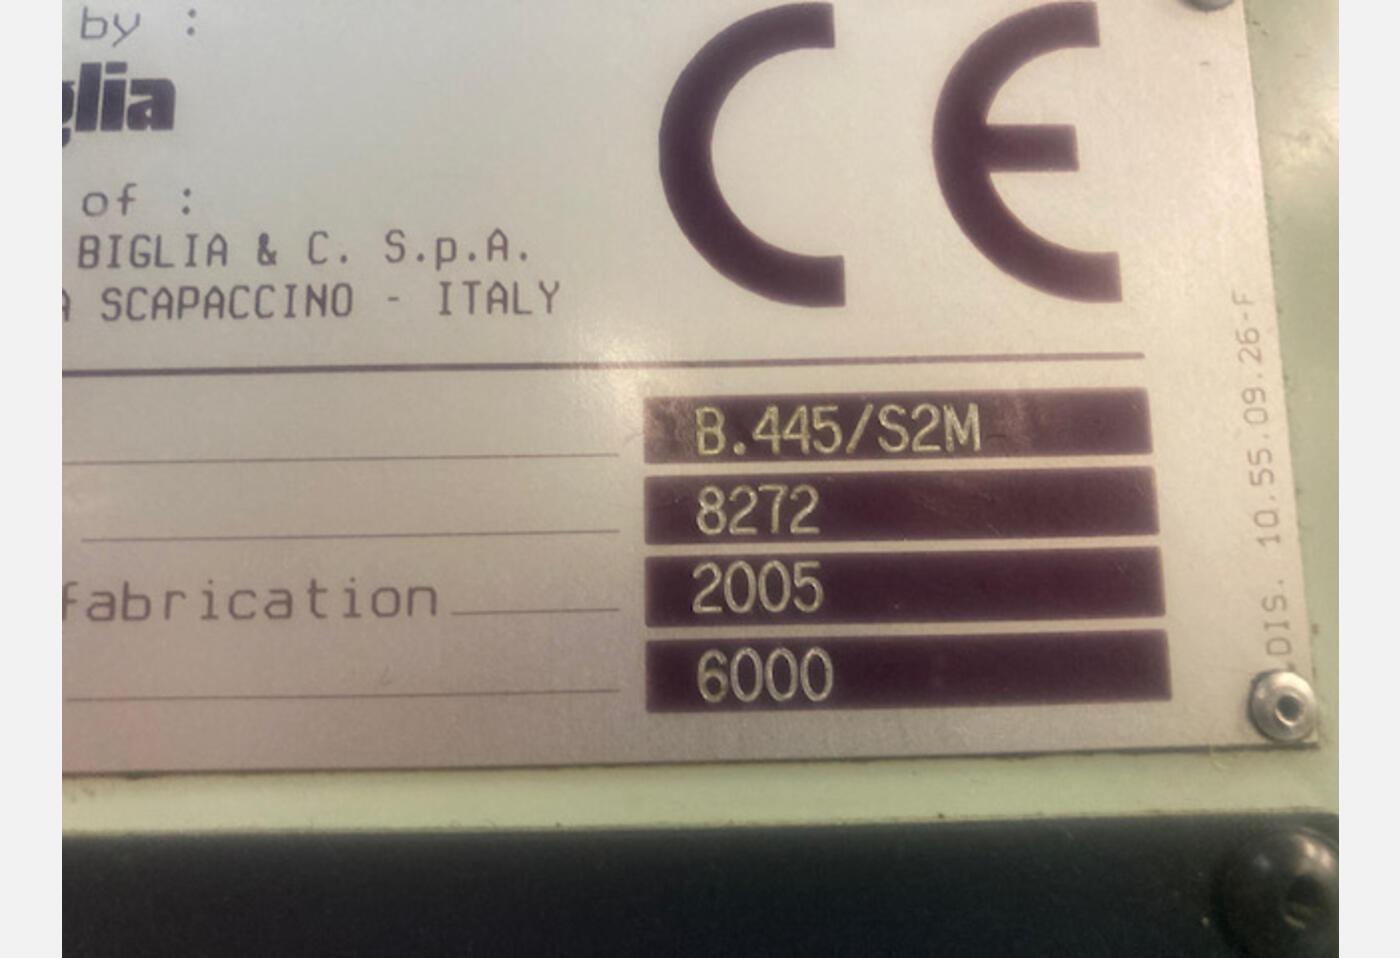 by :
glia
of :
BIGLIA & C. S.p.A.
A SCAPACCINO - ITALY
CE
B.445/S2M
8272
fabrication 2005
6000
DIS. 10.55.09.26-F